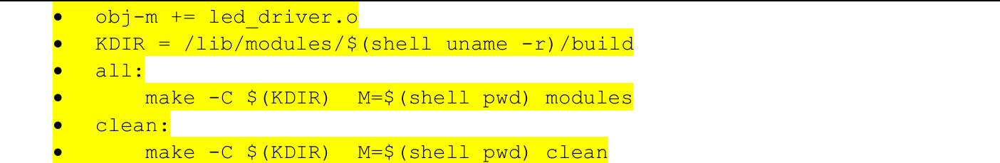 • obj-m += led_driver.o
• KDIR = /lib/modules/$(shell uname -r)/build
• all:
•     make -C $(KDIR)  M=$(shell pwd) modules
• clean:
•     make -C $(KDIR)  M=$(shell pwd) clean